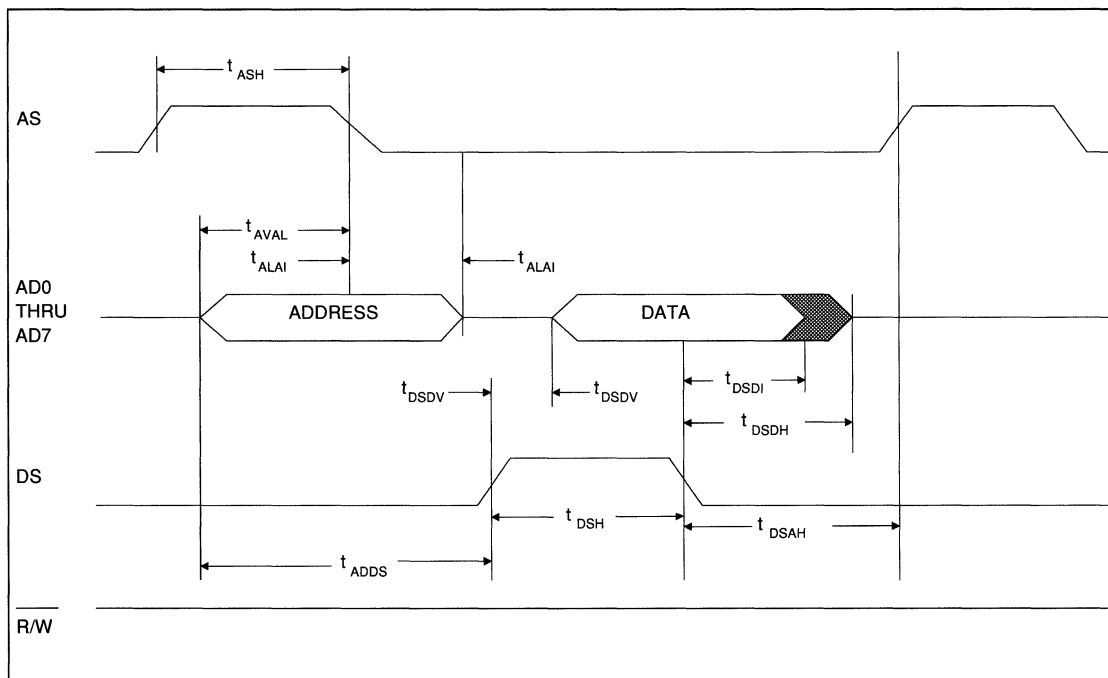 t ASH
AS
t AVAL
t ALAI
t ALAI
AD0
THRU
AD7
ADDRESS
DATA
t DSDV
t DSDV
t DSDI
t DSDH
DS
t DSH
t DSAH
t ADDS
R/W